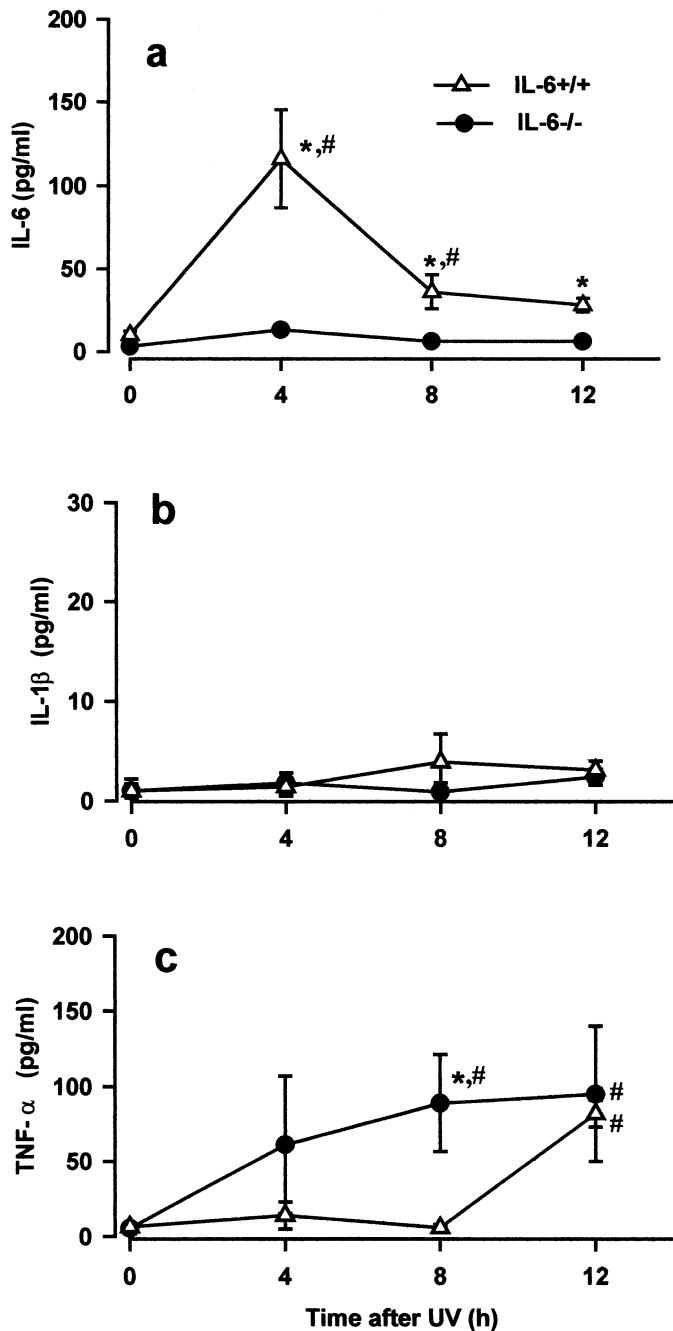 a
IL-6+/+
IL-6-/-
IL-6 (pg/ml)
200
150
100
50
0
*,#
*,#
*
0 4 8 12
b
IL-1β (pg/ml)
30
20
10
0
0 4 8 12
c
TNF- α (pg/ml)
200
150
100
50
0
*,#
#
#
0 4 8 12
Time after UV (h)